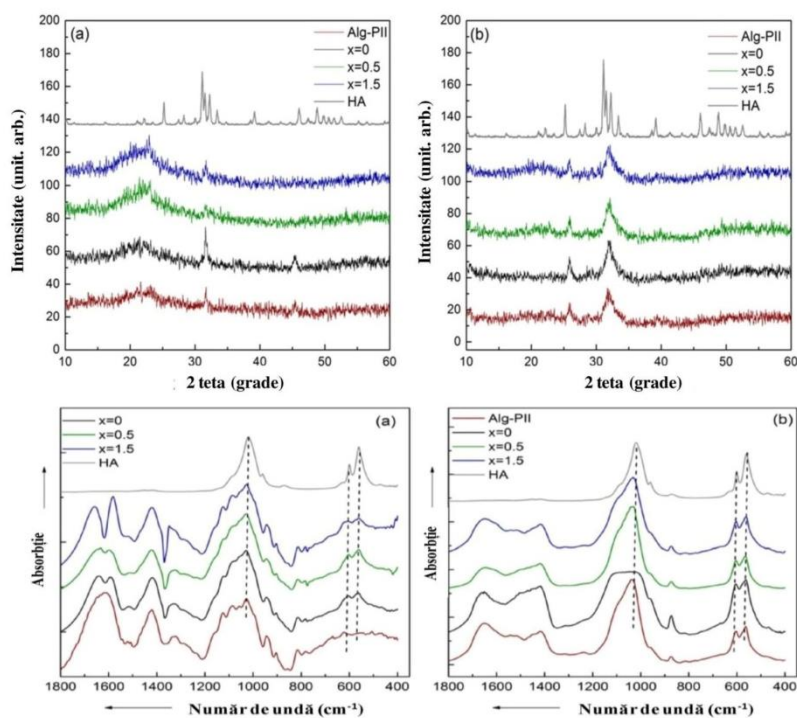 (a)
Alg-PII
x=0
x=0.5
x=1.5
HA
Intensitate (unit. arb.)
200
180
160
140
120
100
80
60
40
20
0
10 20 30 40 50 60
2 teta (grade)
(b)
Alg-PII
x=0
x=0.5
x=1.5
HA
Intensitate (unit. arb.)
200
180
160
140
120
100
80
60
40
20
0
10 20 30 40 50 60
2 teta (grade)
(a)
x=0
x=0.5
x=1.5
HA
Absorbție
1800 1600 1400 1200 1000 800 600 400
Număr de undă (cm⁻¹)
(b)
Alg-PII
x=0
x=0.5
x=1.5
HA
Absorbție
1800 1600 1400 1200 1000 800 600 400
Număr de undă (cm⁻¹)